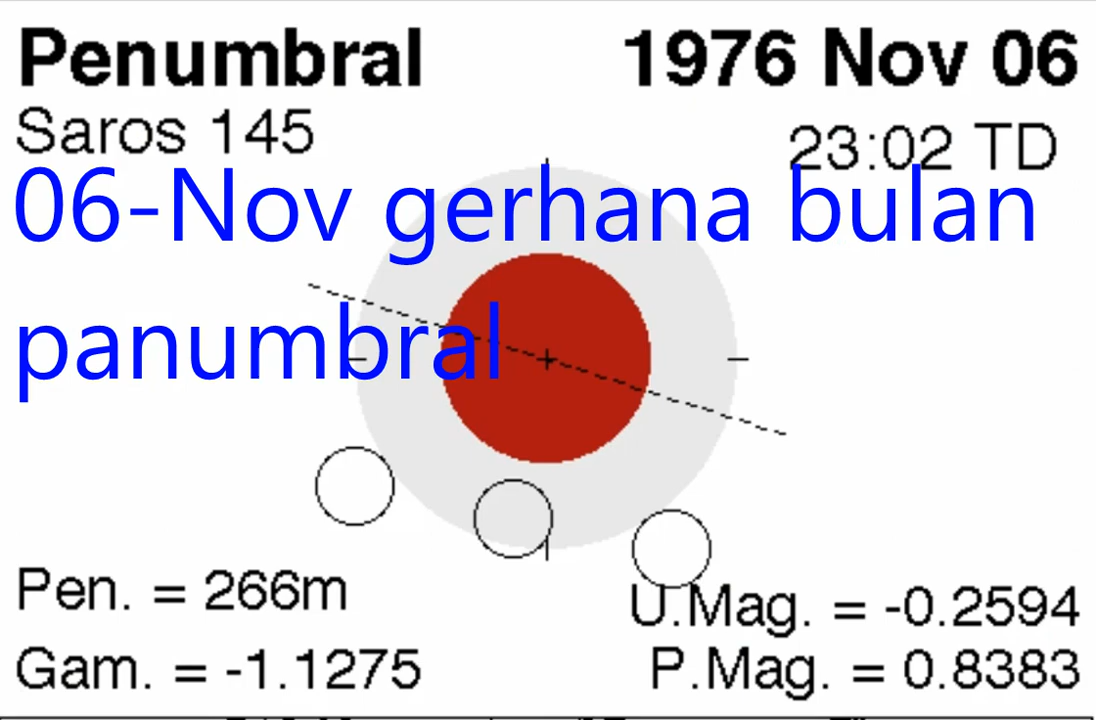 Penumbral 1976 Nov 06
Saros 145 23:02 TD
06-Nov gerhana bulan
panumbral
Pen. = 266m U.Mag. = -0.2594
Gam. = -1.1275 P.Mag. = 0.8383